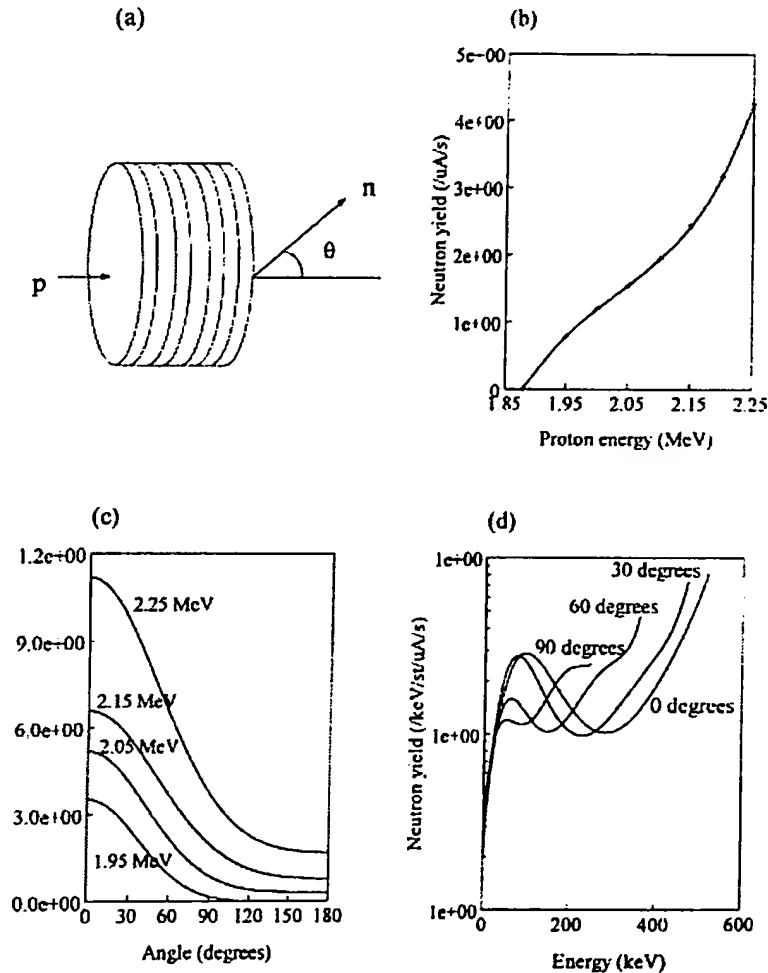 (a)
p
n
θ
(b)
Neutron yield (/uA/s)
5e-00
4e+00
3e+00
2e+00
1e+00
0
1.85
1.95
2.05
2.15
2.25
Proton energy (MeV)
(c)
1.2e+00
9.0e+00
6.0e+00
3.0e+00
0.0e+00
2.25 MeV
2.15 MeV
2.05 MeV
1.95 MeV
0
30
60
90
120
150
180
Angle (degrees)
(d)
Neutron yield (/keV/st/uA/s)
1e+00
1e+00
1e+00
30 degrees
60 degrees
90 degrees
0 degrees
0
200
400
600
Energy (keV)